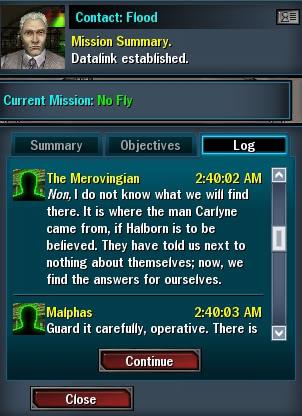 Contact: Flood
Mission Summary.
Datalink established.
Current Mission: No Fly
Summary Objectives Log
The Merovingian 2:40:02 AM
Non, I do not know what we will find
there. It is where the man Carlyne
came from, if Halborn is to be
believed. They have told us next to
nothing about themselves; now, we
find the answers for ourselves.
Malphas 2:40:03 AM
Guard it carefully, operative. There is
Continue
Close